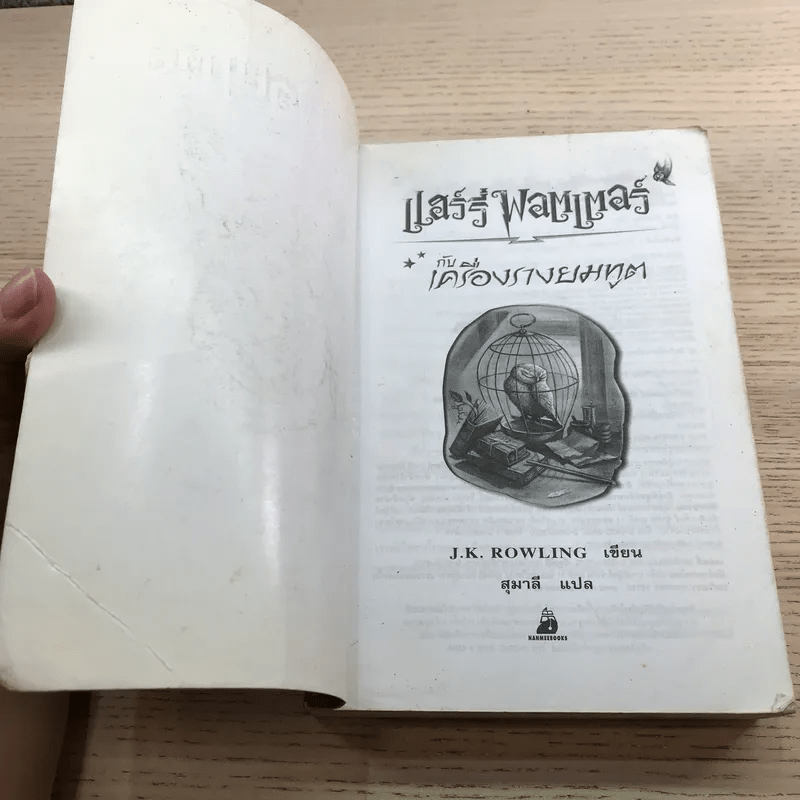 แฮร์รี่ พอตเตอร์
กับ
เครื่องรางยมทูต
J.K. ROWLING เขียน
สุมาลี แปล
NANMEEBOOKS